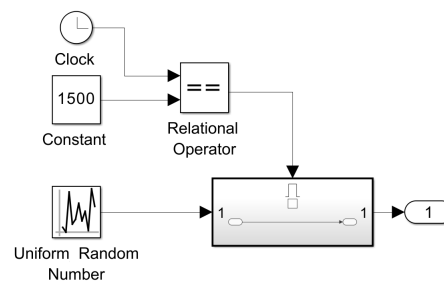 Clock
1500
Constant
==
Relational
Operator
Uniform Random
Number
1
1
1